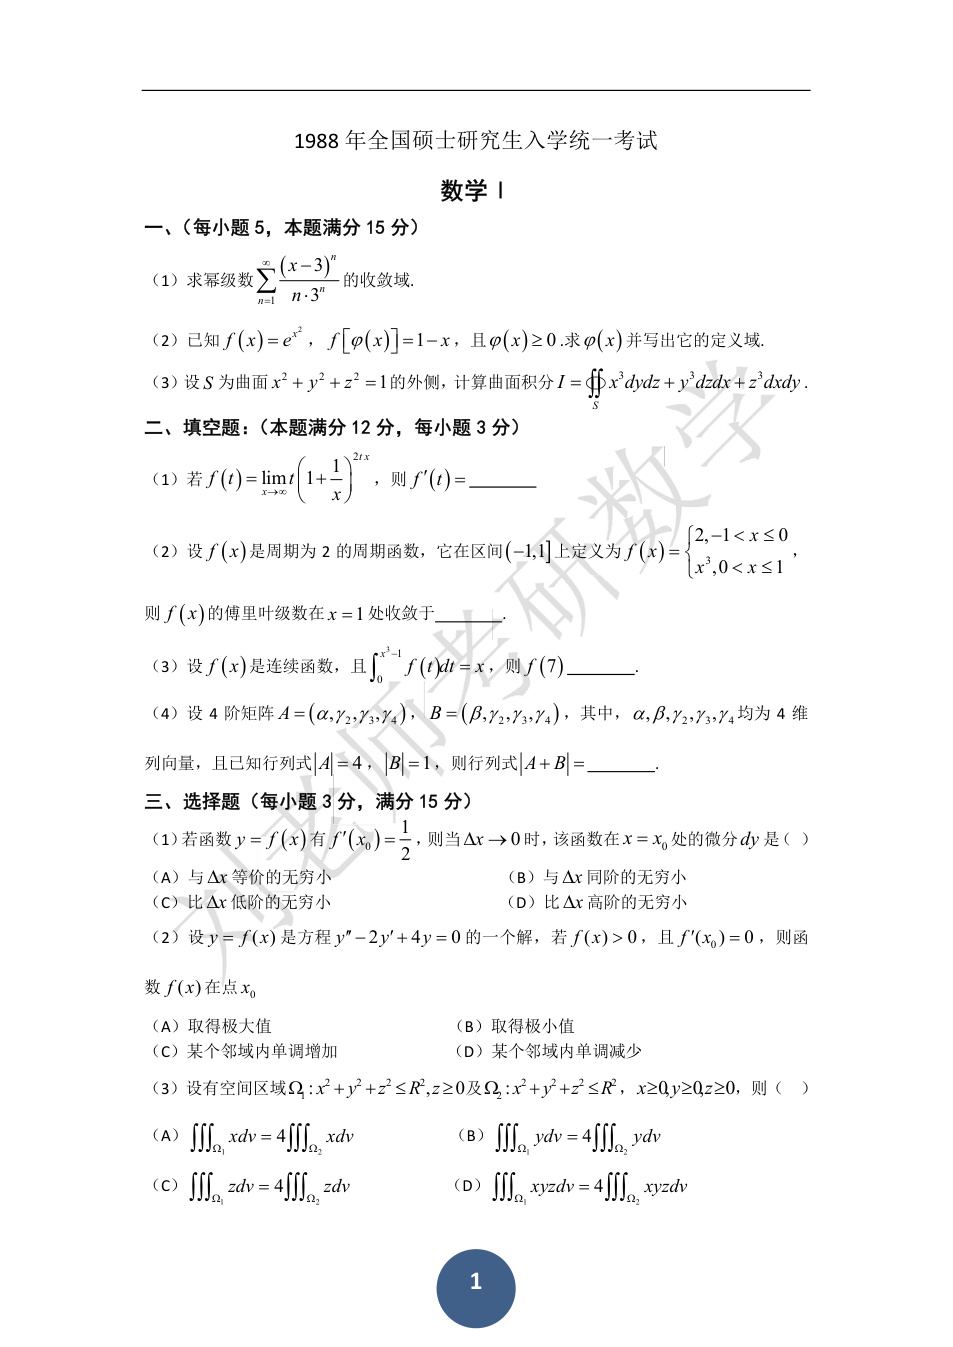 1988 年全国硕士研究生入学统一考试
数学 I
一、（每小题 5，本题满分 15 分）
（1）求幂级数 $\sum_{n=1}^{\infty}\frac{(x-3)^n}{n\cdot 3^n}$ 的收敛域.
（2）已知 $f(x)=e^{x^2}$，$f[\varphi(x)]=1-x$，且 $\varphi(x)\geq 0$ .求 $\varphi(x)$ 并写出它的定义域.
（3）设 $S$ 为曲面 $x^2+y^2+z^2=1$ 的外侧，计算曲面积分 $I=\oiint_S x^3dydz+y^3dzdx+z^3dxdy$ .
二、填空题：（本题满分 12 分，每小题 3 分）
（1）若 $f(t)=\lim_{x\to\infty}t\left(1+\frac{1}{x}\right)^{2tx}$，则 $f'(t)=$ ________
（2）设 $f(x)$ 是周期为 2 的周期函数，它在区间 $(-1,1]$ 上定义为 $f(x)=\begin{cases}2,-1<x\leq 0\\x^3,0<x\leq 1\end{cases}$，
则 $f(x)$ 的傅里叶级数在 $x=1$ 处收敛于________.
（3）设 $f(x)$ 是连续函数，且 $\int_0^{x^3-1}f(t)dt=x$，则 $f(7)$ ________.
（4）设 4 阶矩阵 $A=(\alpha,\gamma_2,\gamma_3,\gamma_4)$，$B=(\beta,\gamma_2,\gamma_3,\gamma_4)$，其中，$\alpha,\beta,\gamma_2,\gamma_3,\gamma_4$ 均为 4 维
列向量，且已知行列式 $|A|=4$，$|B|=1$，则行列式 $|A+B|=$ ________.
三、选择题（每小题 3 分，满分 15 分）
（1）若函数 $y=f(x)$ 有 $f'(x_0)=\frac{1}{2}$，则当 $\Delta x\to 0$ 时，该函数在 $x=x_0$ 处的微分 $dy$ 是（ ）
（A）与 $\Delta x$ 等价的无穷小 （B）与 $\Delta x$ 同阶的无穷小
（C）比 $\Delta x$ 低阶的无穷小 （D）比 $\Delta x$ 高阶的无穷小
（2）设 $y=f(x)$ 是方程 $y''-2y'+4y=0$ 的一个解，若 $f(x)>0$，且 $f'(x_0)=0$，则函
数 $f(x)$ 在点 $x_0$
（A）取得极大值 （B）取得极小值
（C）某个邻域内单调增加 （D）某个邻域内单调减少
（3）设有空间区域 $\Omega_1:x^2+y^2+z^2\leq R^2,z\geq 0$ 及 $\Omega_2:x^2+y^2+z^2\leq R^2$，$x\geq 0,y\geq 0,z\geq 0$，则（ ）
（A）$\iiint_{\Omega_1}xdv=4\iiint_{\Omega_2}xdv$ （B）$\iiint_{\Omega_1}ydv=4\iiint_{\Omega_2}ydv$
（C）$\iiint_{\Omega_1}zdv=4\iiint_{\Omega_2}zdv$ （D）$\iiint_{\Omega_1}xyzdv=4\iiint_{\Omega_2}xyzdv$
1
刘老师考研数学